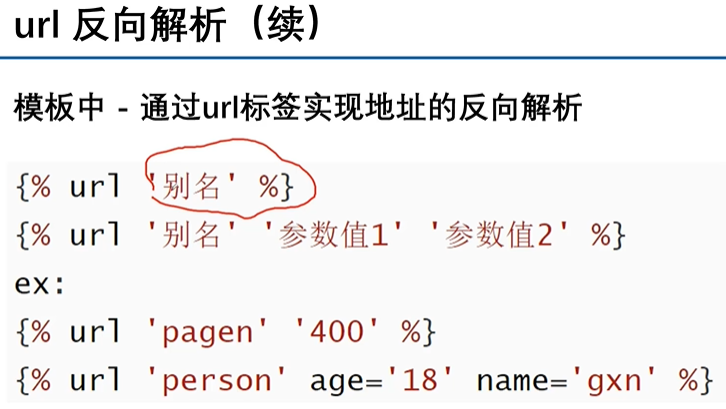 url 反向解析（续）
模板中 - 通过url标签实现地址的反向解析
{% url '别名' %}
{% url '别名' '参数值1' '参数值2' %}
ex:
{% url 'pagen' '400' %}
{% url 'person' age='18' name='gxn' %}